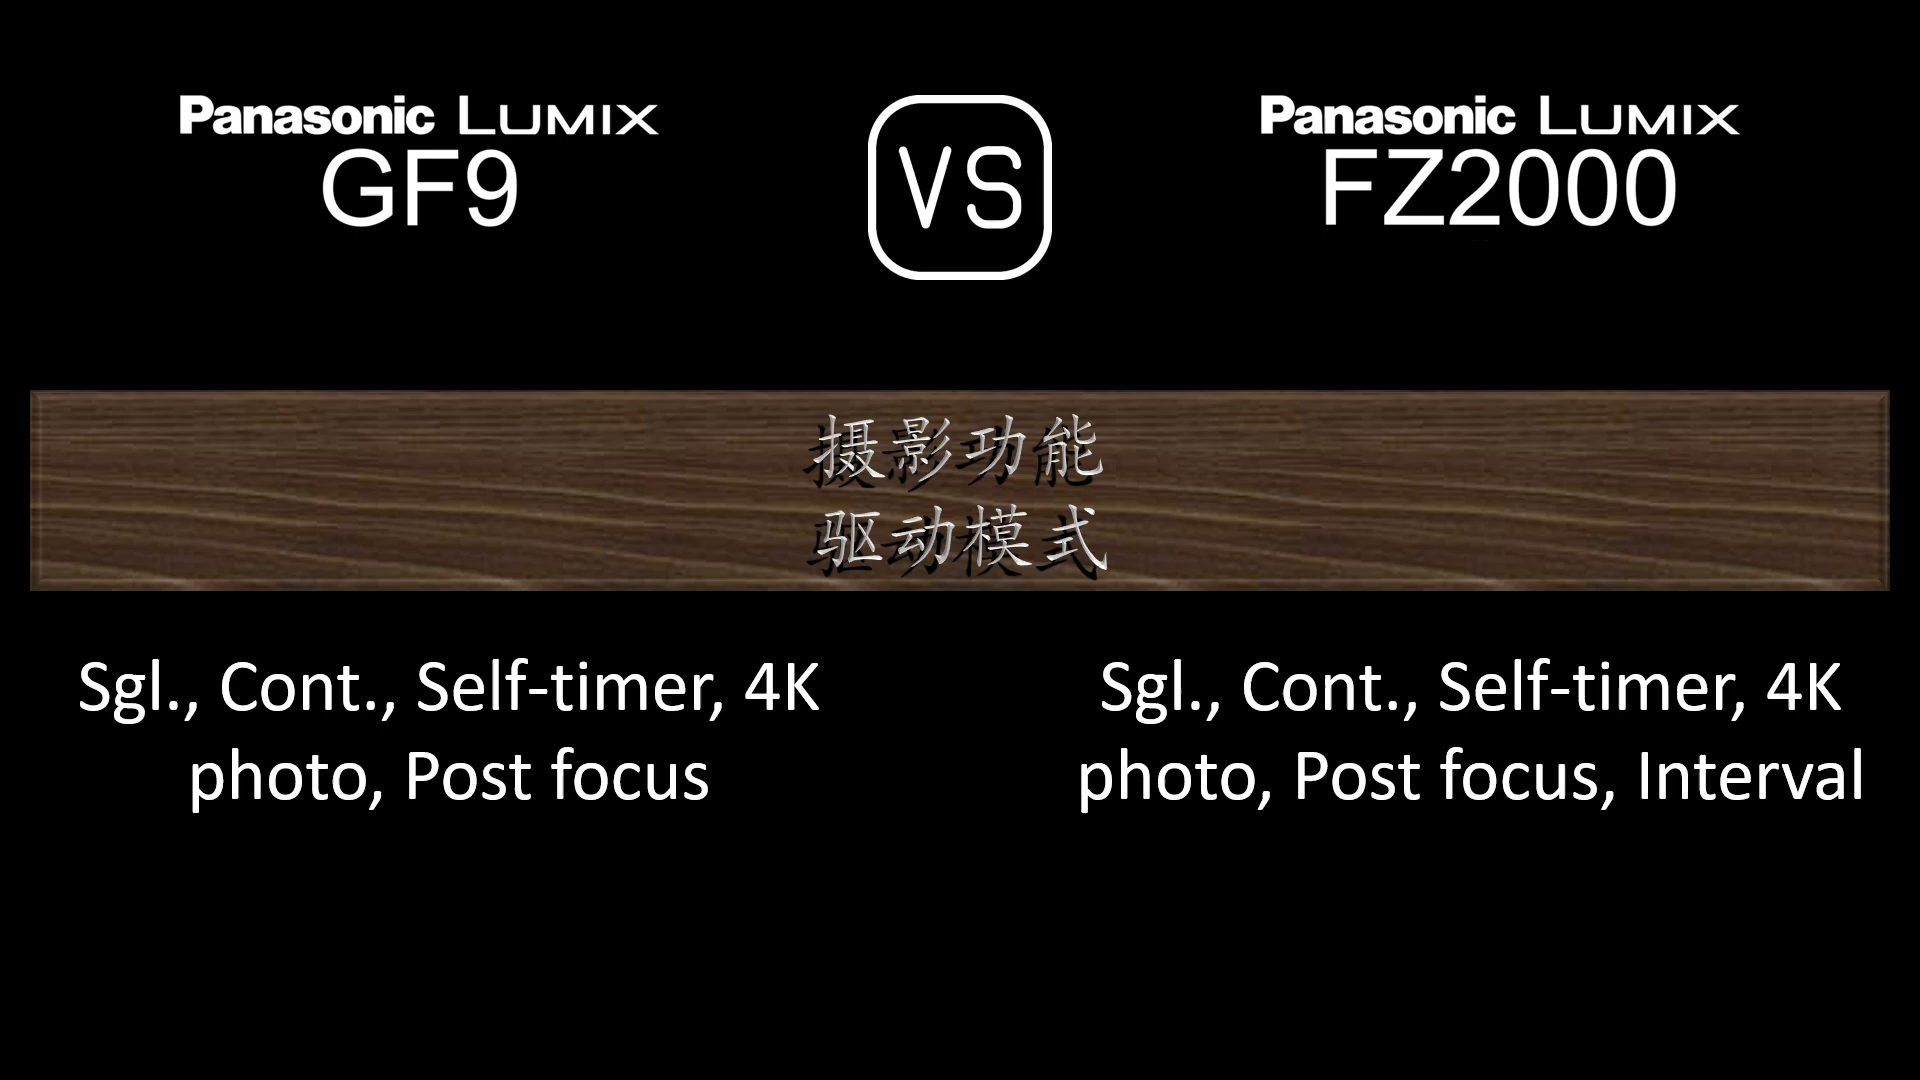 Panasonic LUMIX
GF9
VS
Panasonic LUMIX
FZ2000
摄影功能
驱动模式
Sgl., Cont., Self-timer, 4K
photo, Post focus
Sgl., Cont., Self-timer, 4K
photo, Post focus, Interval